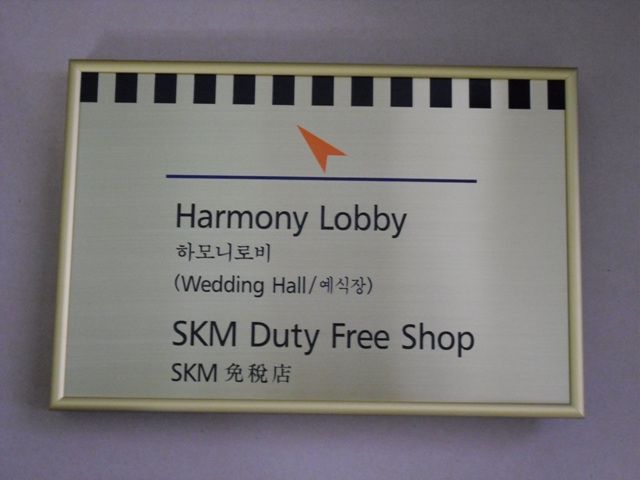 Harmony Lobby
하모니로비
(Wedding Hall/예식장)
SKM Duty Free Shop
SKM 免稅店